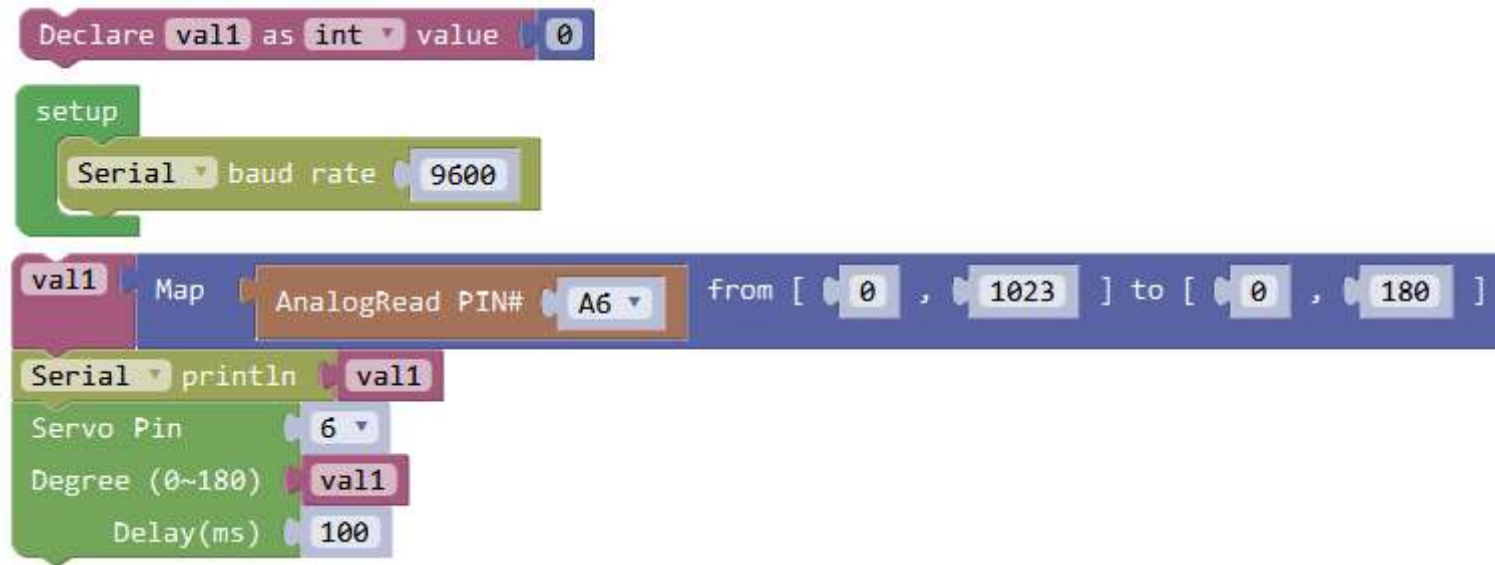 Declare val1 as int value 0
setup
Serial baud rate 9600
val1 Map AnalogRead PIN# A6 from [ 0 , 1023 ] to [ 0 , 180 ]
Serial println val1
Servo Pin 6
Degree (0~180) val1
Delay(ms) 100